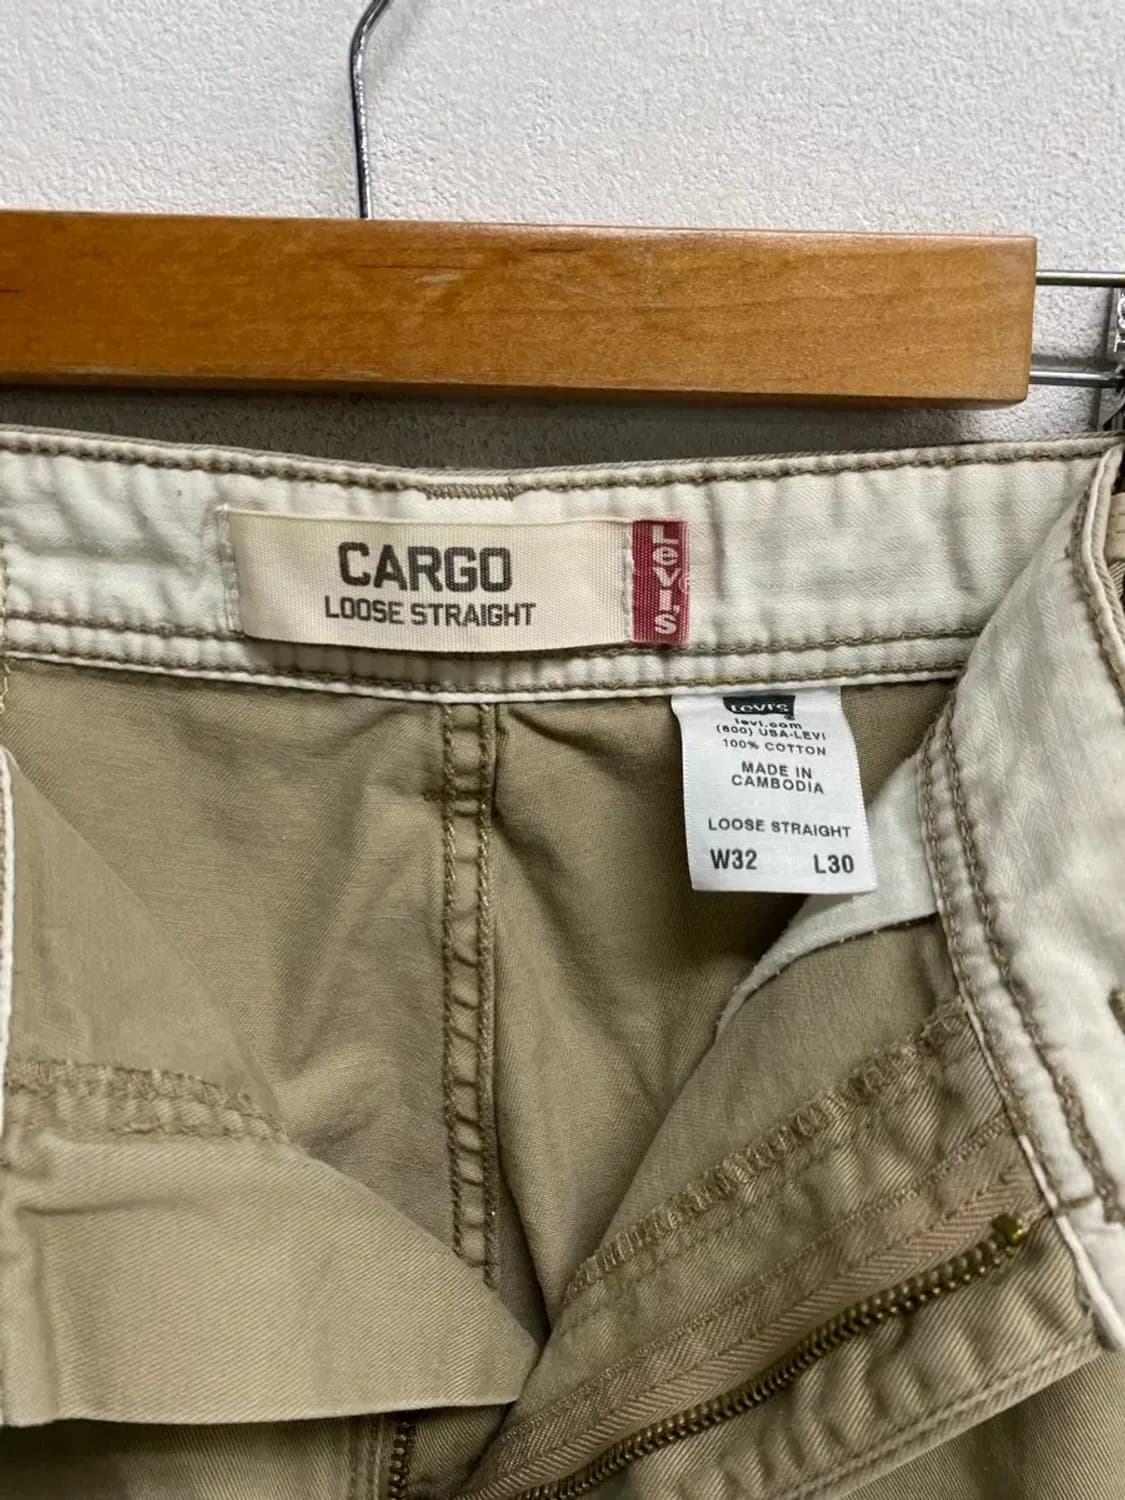 CARGO
LOOSE STRAIGHT
Levi's
Levi's
levi.com
(800) USA-LEVI
100% COTTON
MADE IN
CAMBODIA
LOOSE STRAIGHT
W32 L30